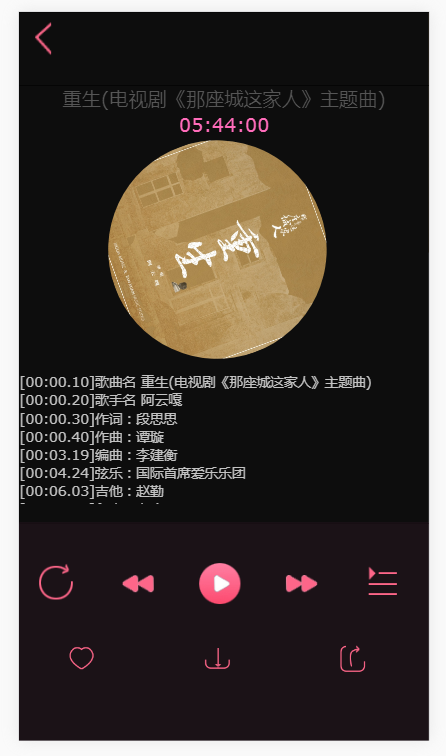 重生(电视剧《那座城这家人》主题曲)
05:44:00
重生
[00:00.10]歌曲名 重生(电视剧《那座城这家人》主题曲)
[00:00.20]歌手名 阿云嘎
[00:00.30]作词：段思思
[00:00.40]作曲：谭璇
[00:03.19]编曲：李建衡
[00:04.24]弦乐：国际首席爱乐乐团
[00:06.03]吉他：赵勤